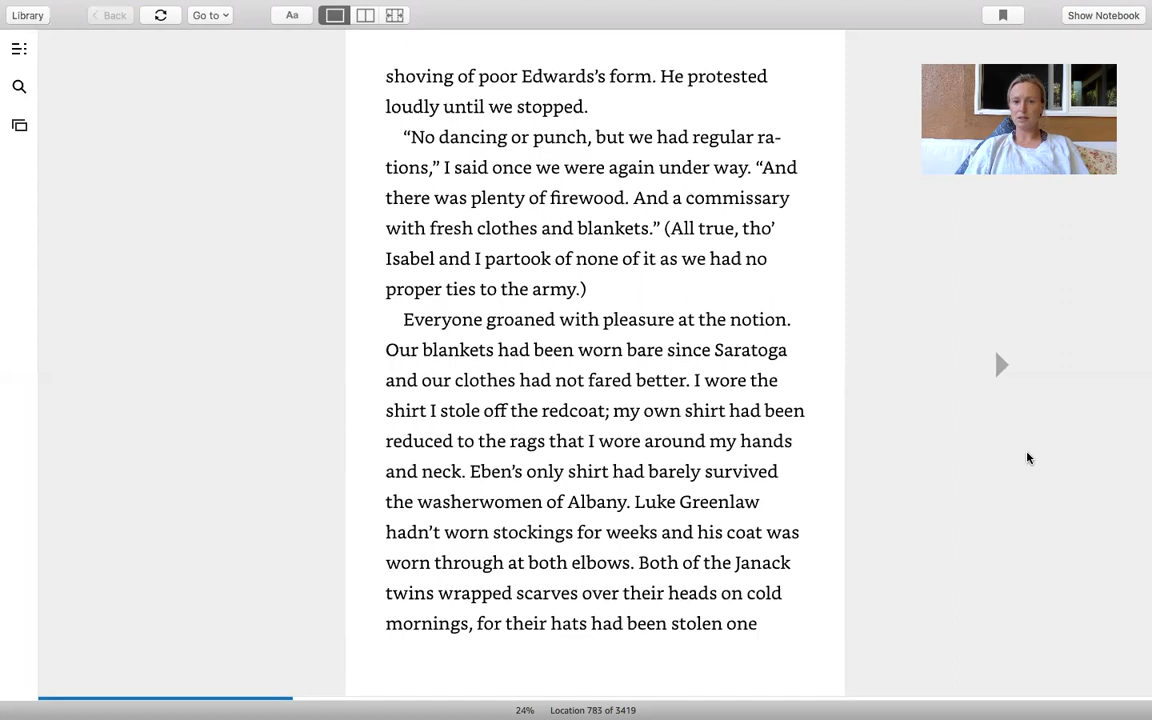 Library
Back
Go to
Aa
Show Notebook
shoving of poor Edwards’s form. He protested
loudly until we stopped.
“No dancing or punch, but we had regular ra-
tions,” I said once we were again under way. “And
there was plenty of firewood. And a commissary
with fresh clothes and blankets.” (All true, tho’
Isabel and I partook of none of it as we had no
proper ties to the army.)
Everyone groaned with pleasure at the notion.
Our blankets had been worn bare since Saratoga
and our clothes had not fared better. I wore the
shirt I stole off the redcoat; my own shirt had been
reduced to the rags that I wore around my hands
and neck. Eben’s only shirt had barely survived
the washerwomen of Albany. Luke Greenlaw
hadn’t worn stockings for weeks and his coat was
worn through at both elbows. Both of the Janack
twins wrapped scarves over their heads on cold
mornings, for their hats had been stolen one
24% Location 783 of 3419